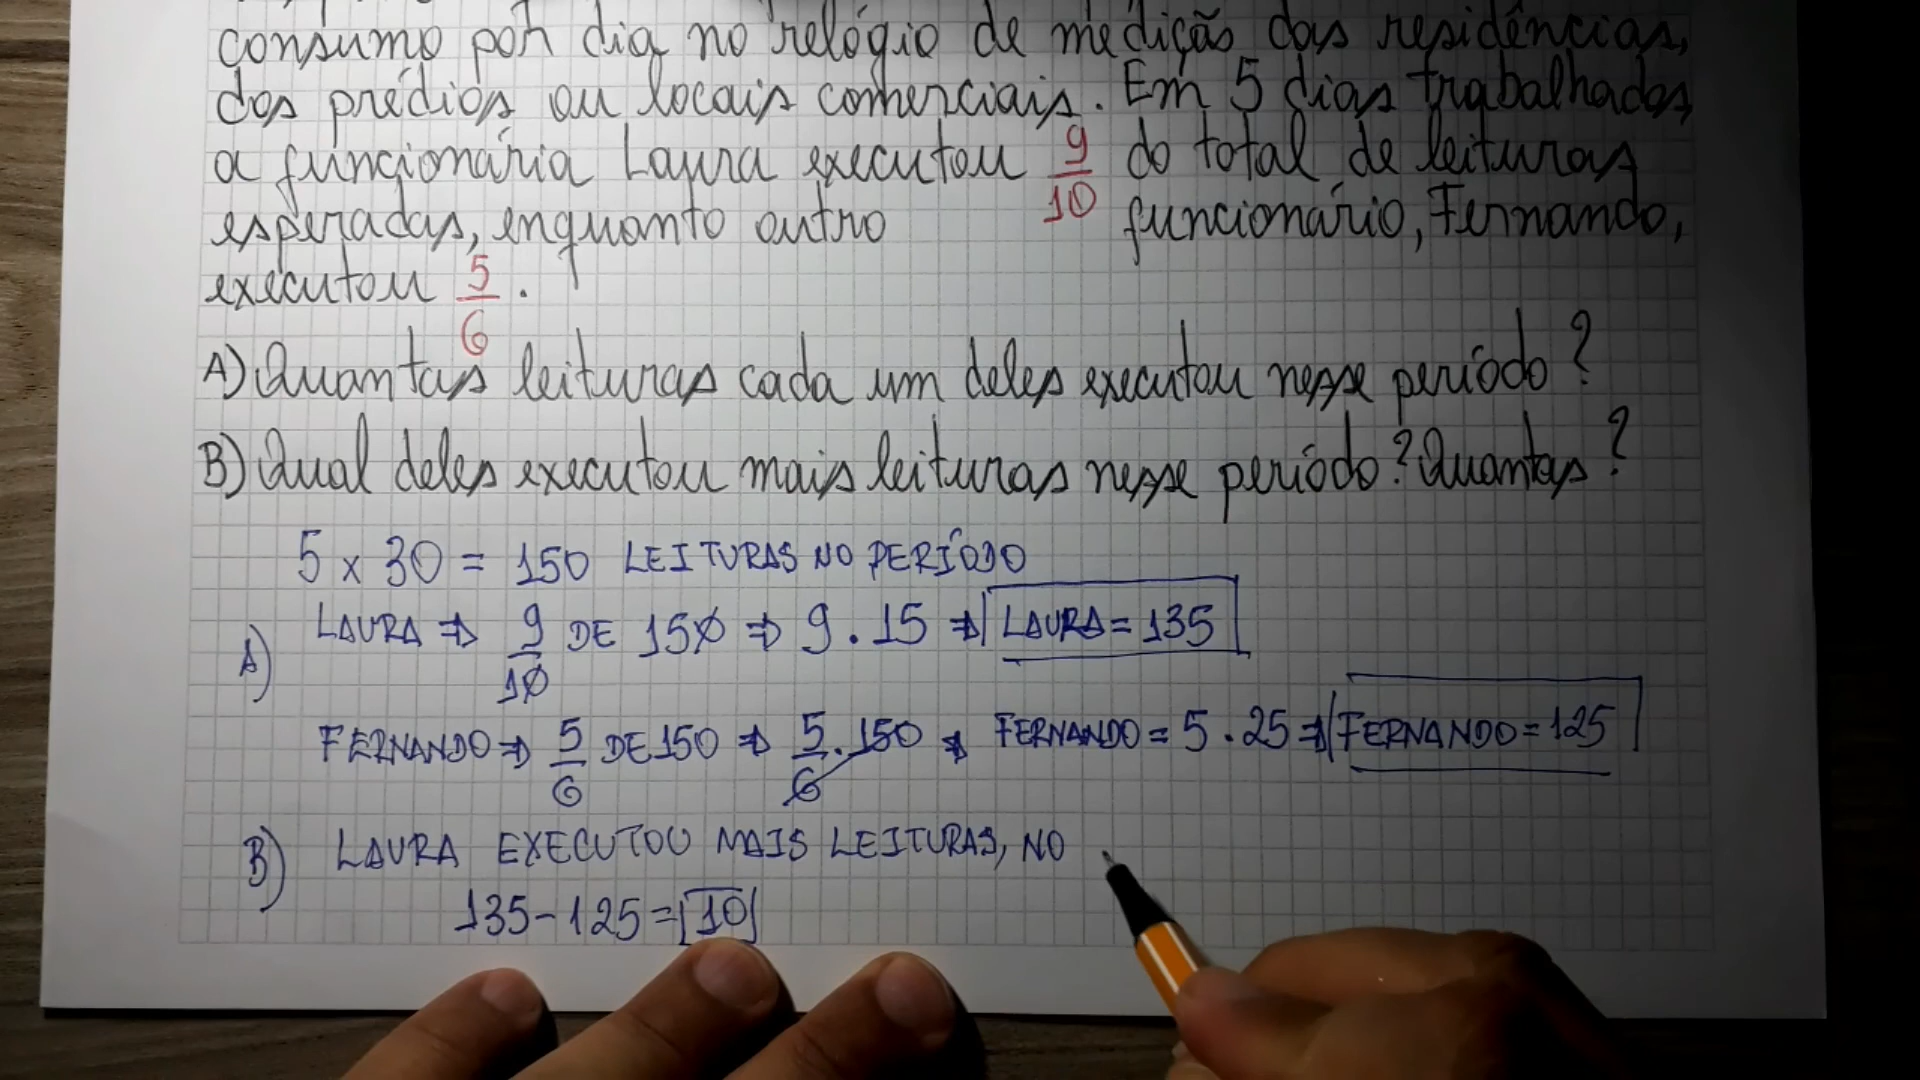 consumo por dia no relógio de medição das residências,
dos prédios ou locais comerciais. Em 5 dias trabalhados,
a funcionária Laura executou 9/10 do total de leituras
esperadas, enquanto outro funcionário, Fernando,
executou 5/6.
A) Quantas leituras cada um deles executou nesse período?
B) Qual deles executou mais leituras nesse período? Quantas?
5 x 30 = 150 LEITURAS NO PERÍODO
A) LAURA ⇒ 9/10 DE 150 ⇒ 9 . 15 ⇒ LAURA = 135
FERNANDO ⇒ 5/6 DE 150 ⇒ 5/6 . 150 ⇒ FERNANDO = 5 . 25 ⇒ FERNANDO = 125
B) LAURA EXECUTOU MAIS LEITURAS, NO
135 - 125 = 10